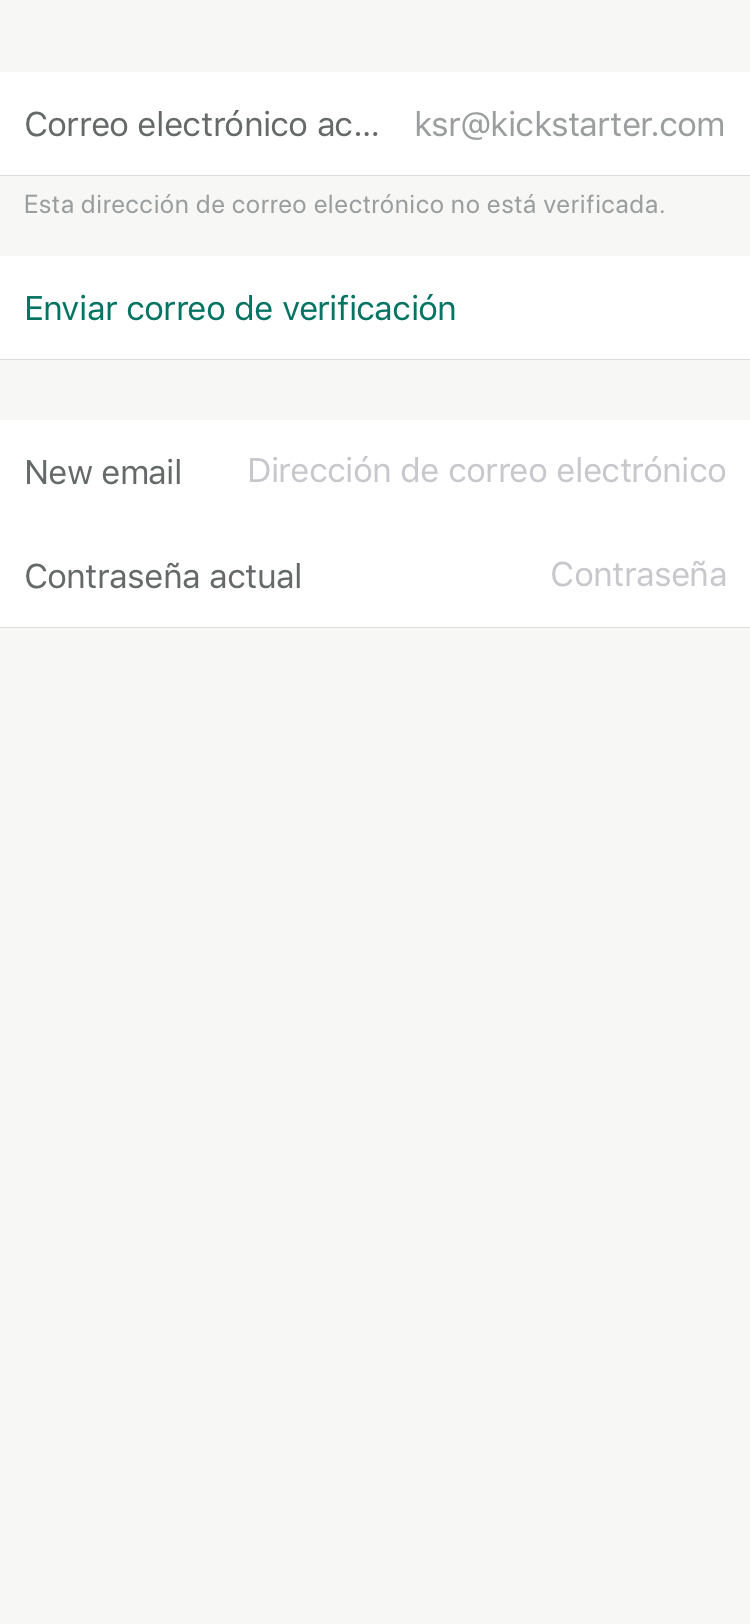 Correo electrónico ac... ksr@kickstarter.com
Esta dirección de correo electrónico no está verificada.
Enviar correo de verificación
New email Dirección de correo electrónico
Contraseña actual Contraseña